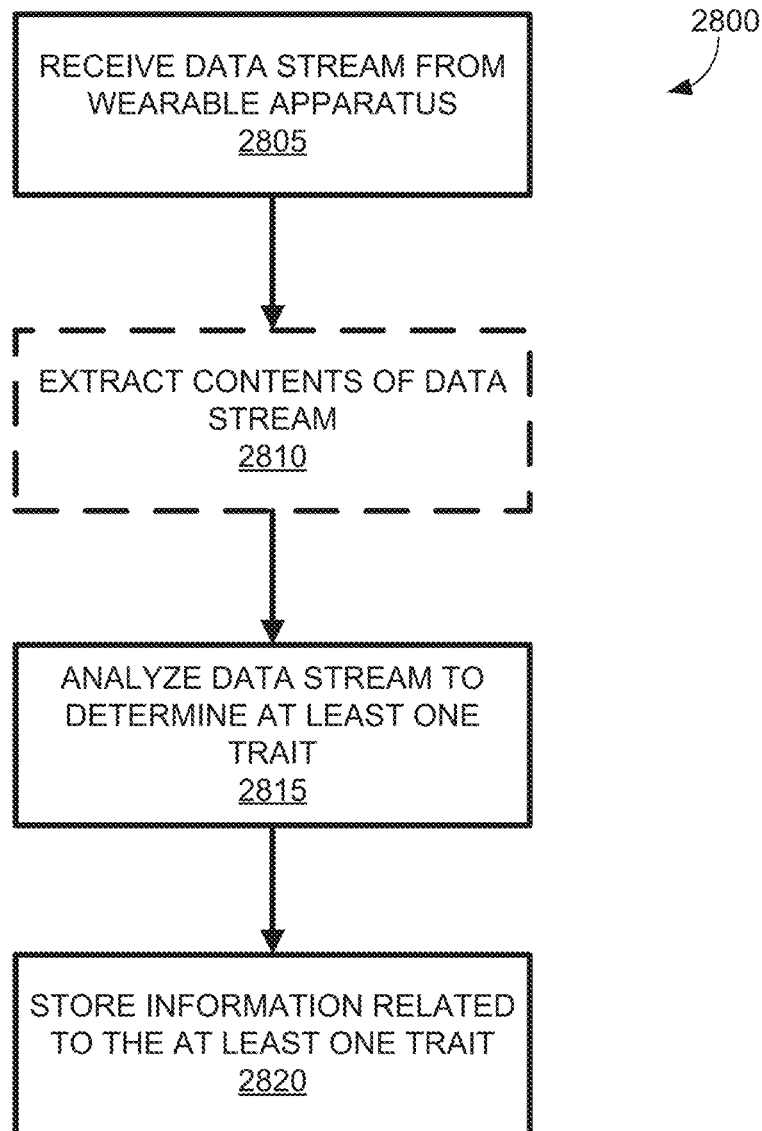 2800
RECEIVE DATA STREAM FROM
WEARABLE APPARATUS
2805
EXTRACT CONTENTS OF DATA
STREAM
2810
ANALYZE DATA STREAM TO
DETERMINE AT LEAST ONE
TRAIT
2815
STORE INFORMATION RELATED
TO THE AT LEAST ONE TRAIT
2820